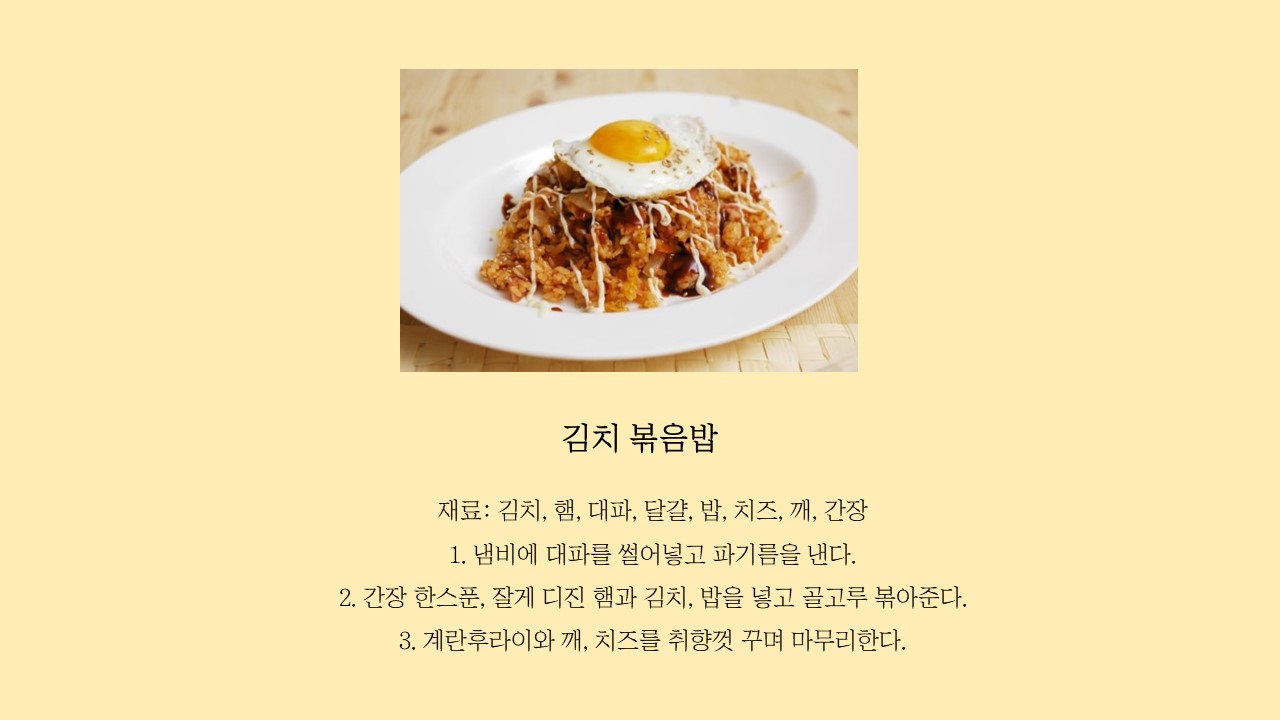 김치 볶음밥
재료: 김치, 햄, 대파, 달걀, 밥, 치즈, 깨, 간장
1. 냄비에 대파를 썰어넣고 파기름을 낸다.
2. 간장 한스푼, 잘게 디진 햄과 김치, 밥을 넣고 골고루 볶아준다.
3. 계란후라이와 깨, 치즈를 취향껏 꾸며 마무리한다.